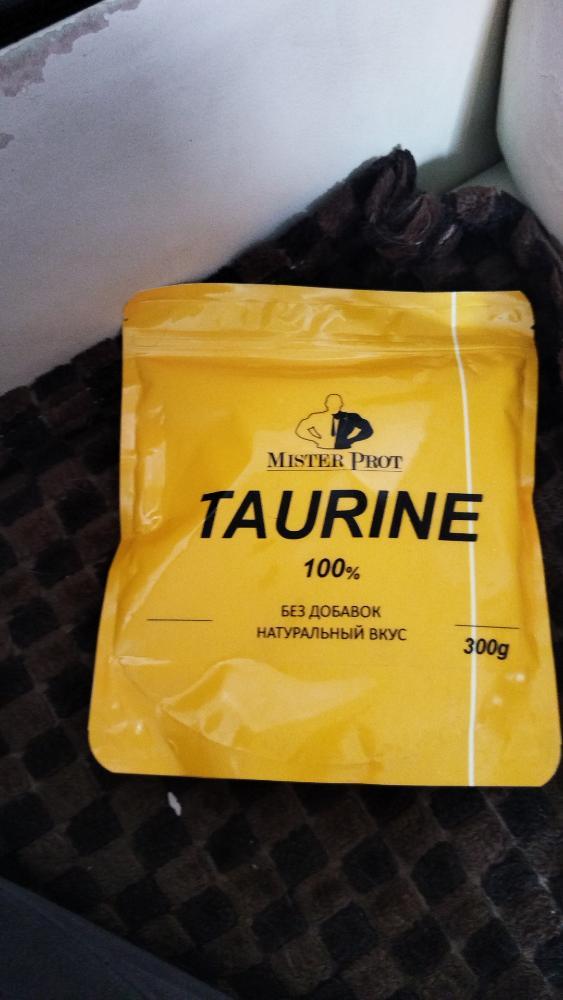 MISTER PROT
TAURINE
100%
БЕЗ ДОБАВОК
НАТУРАЛЬНЫЙ ВКУС
300g